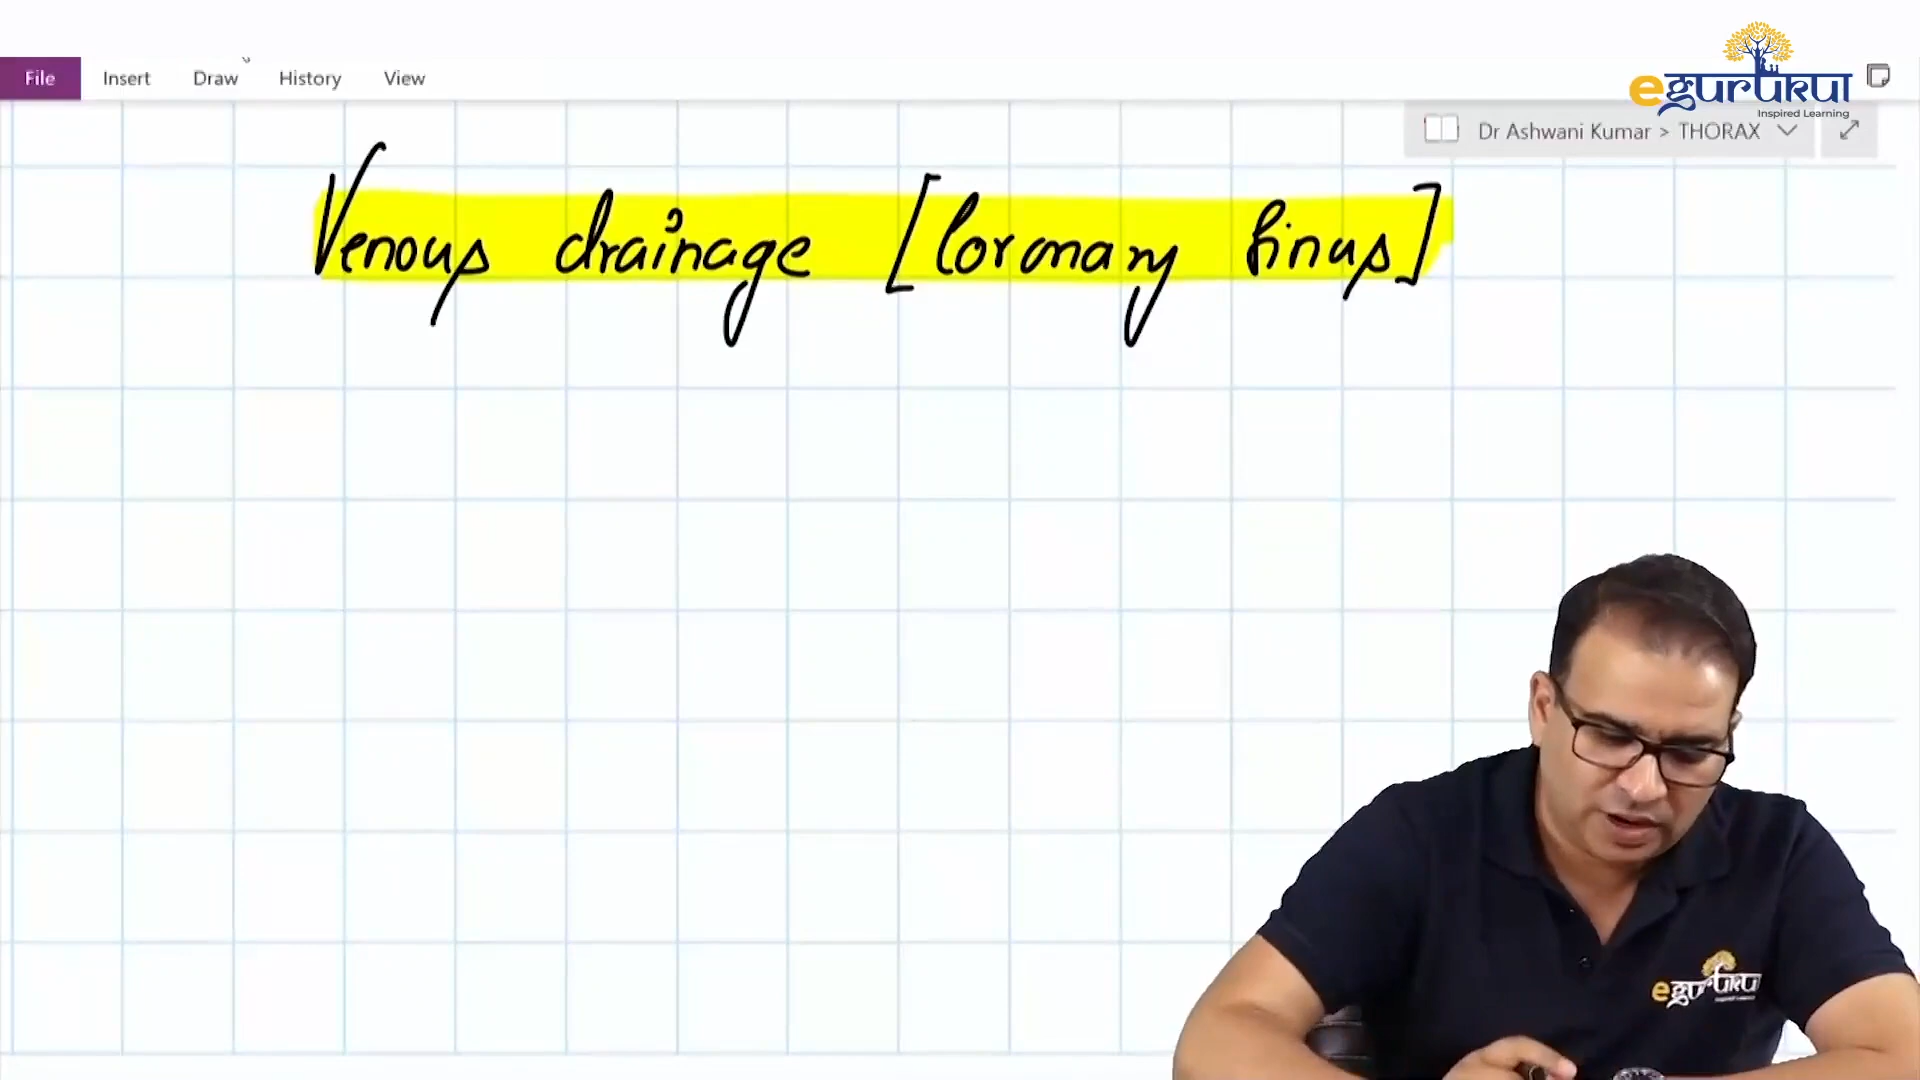 egurukul
Inspired Learning
File Insert Draw History View
Dr Ashwani Kumar > THORAX
Venous drainage [Coronary Sinus]
egurukul